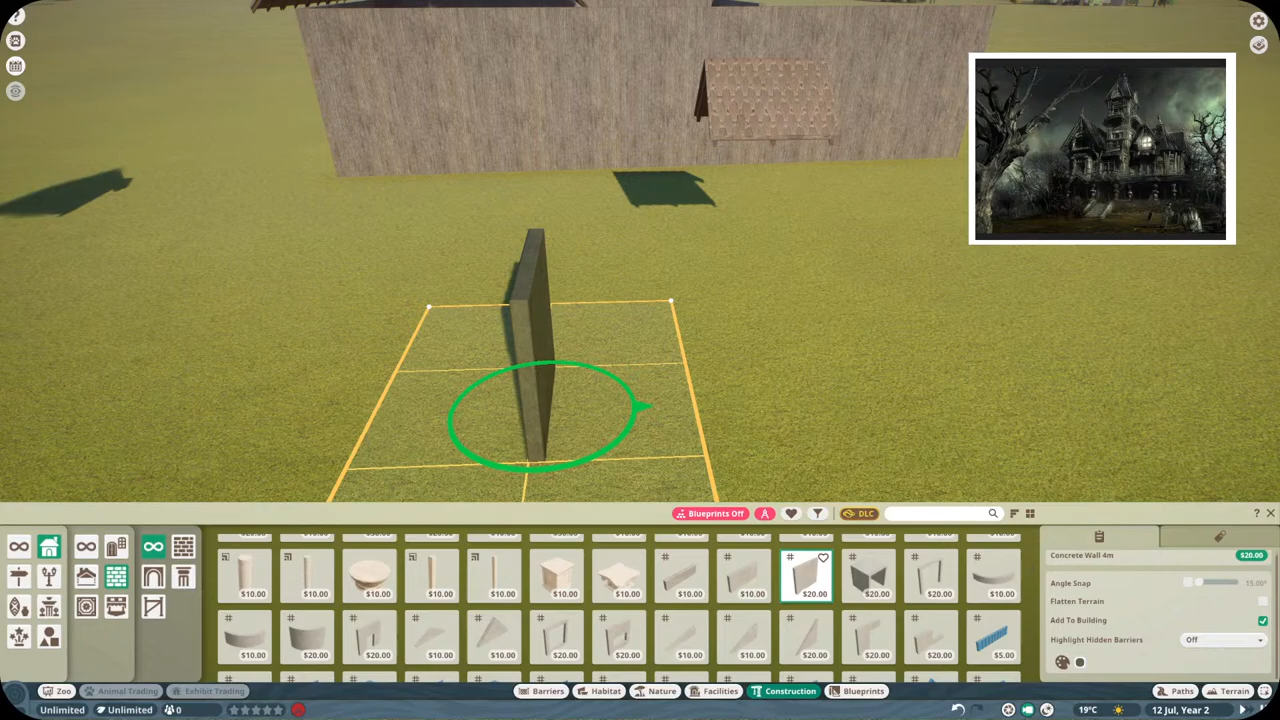 ?
Blueprints Off
DLC
?
Concrete Wall 4m $20.00
$10.00 $10.00 $10.00 $10.00 $10.00 $10.00 $10.00 $10.00 $10.00 $20.00 $20.00 $20.00 $10.00
Angle Snap 15.00°
Flatten Terrain
Add To Building
$10.00 $20.00 $20.00 $10.00 $10.00 $20.00 $20.00 $10.00 $10.00 $20.00 $20.00 $20.00 $5.00
Highlight Hidden Barriers Off
Zoo Animal Trading Exhibit Trading Barriers Habitat Nature Facilities Construction Blueprints Paths Terrain
Unlimited Unlimited 0 19°C 12 Jul, Year 2